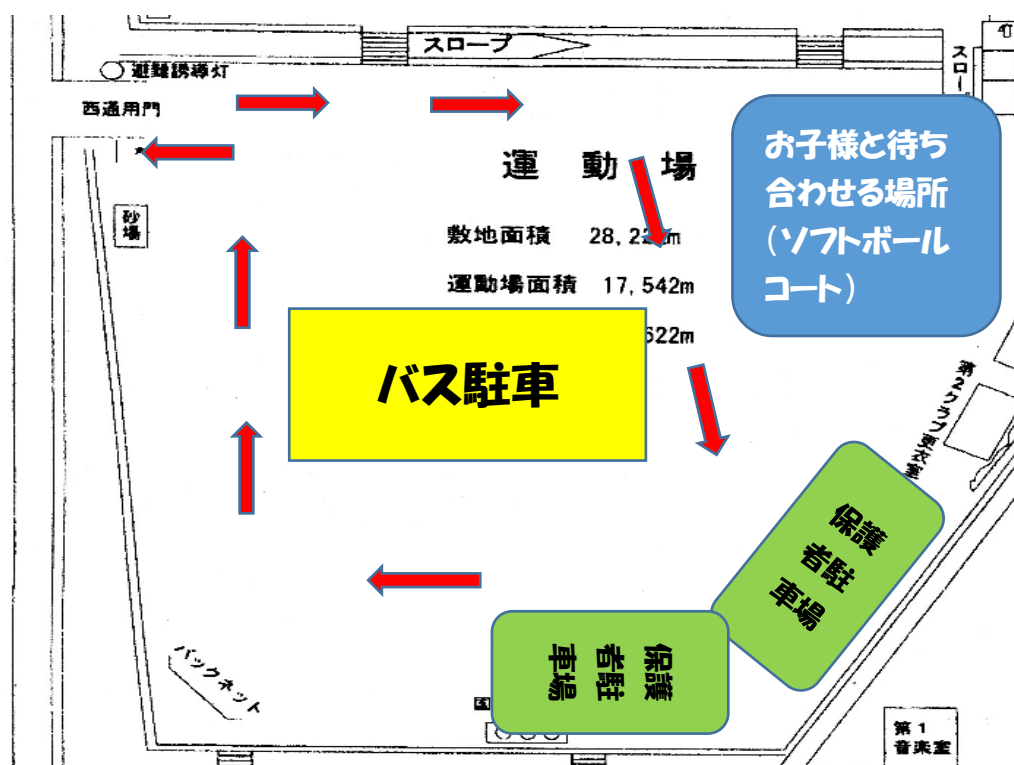 スロープ
避難誘導灯
西通用門
スロー
お子様と待ち
合わせる場所
(ソフトボール
コート)
運動場
砂場
敷地面積 28,22
運動場面積 17,542m
622m
バス駐車
第2クラブ更衣室
保護
者駐
車場
保護
者駐
車場
バックネット
第1
音楽室